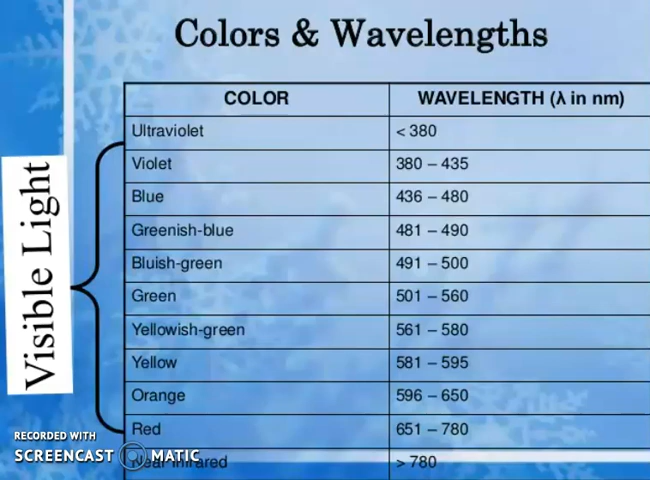 Colors & Wavelengths
COLOR WAVELENGTH (λ in nm)
Ultraviolet < 380
Violet 380 – 435
Blue 436 – 480
Greenish-blue 481 – 490
Bluish-green 491 – 500
Green 501 – 560
Yellowish-green 561 – 580
Yellow 581 – 595
Orange 596 – 650
Red 651 – 780
Near Infrared > 780
Visible Light
RECORDED WITH
SCREENCAST MATIC